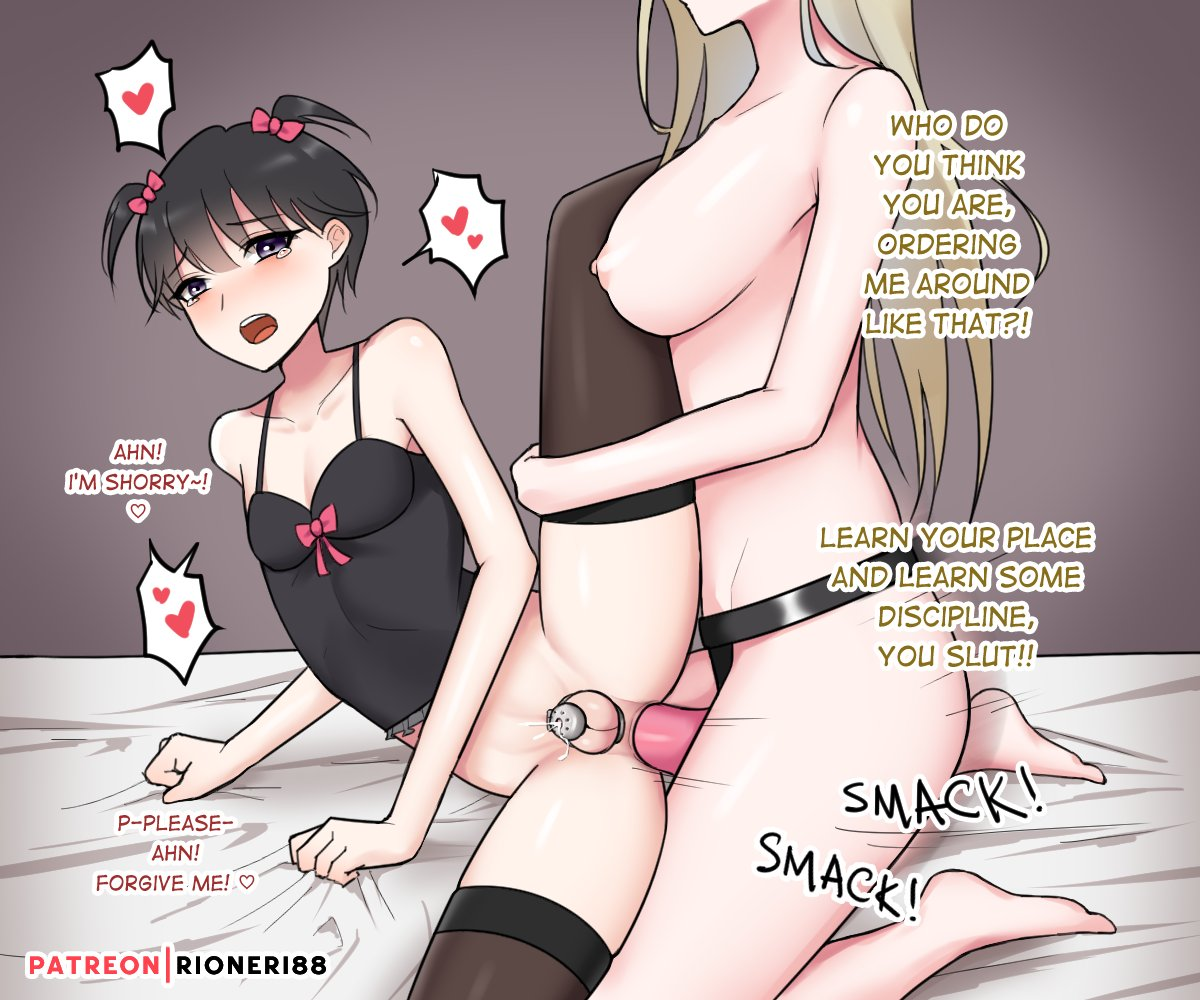 WHO DO
YOU THINK
YOU ARE,
ORDERING
ME AROUND
LIKE THAT?!
AHN!
I'M SHORRY~!
♡
LEARN YOUR PLACE
AND LEARN SOME
DISCIPLINE,
YOU SLUT!!
P-PLEASE-
AHN!
FORGIVE ME! ♡
SMACK!
SMACK!
PATREON|RIONERI88